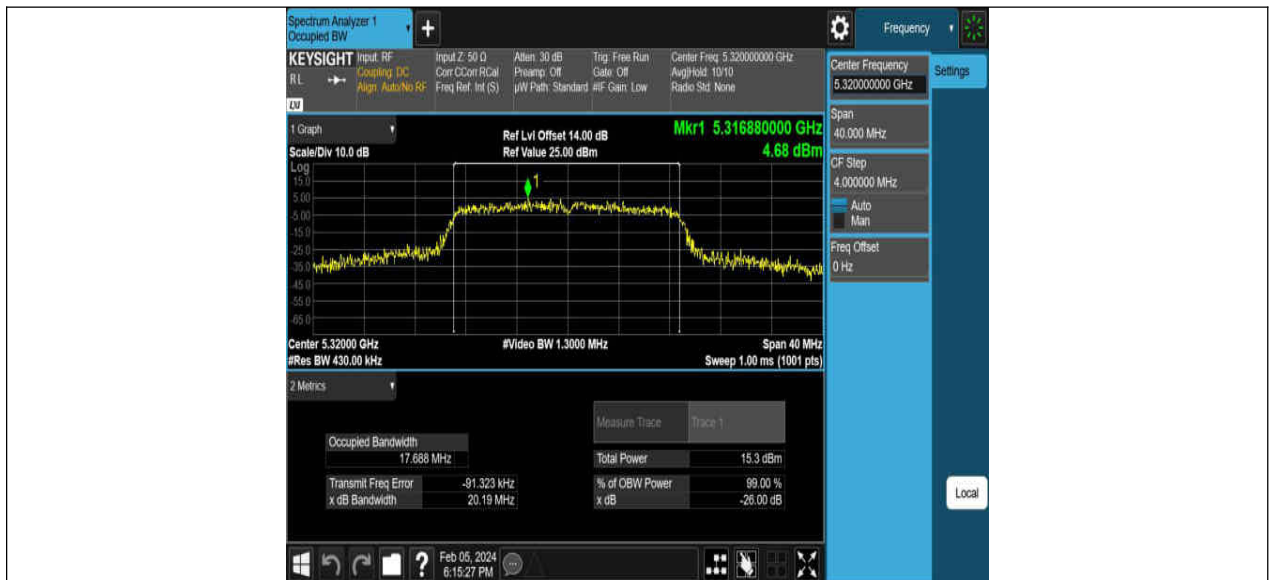 Spectrum Analyzer 1
Occupied BW
+
Frequency
KEYSIGHT
RL
LXI
Input: RF
Coupling: DC
Align: Auto/No RF
Input Z: 50 Ω
Corr CCorr RCal
Freq Ref: Int (S)
Atten: 30 dB
Preamp: Off
µW Path: Standard
Trig: Free Run
Gate: Off
#IF Gain: Low
Center Freq: 5.320000000 GHz
Avg|Hold: 10/10
Radio Std: None
Center Frequency
5.320000000 GHz
Settings
Span
40.000 MHz
CF Step
4.000000 MHz
Auto
Man
Freq Offset
0 Hz
Local
1 Graph
Scale/Div 10.0 dB
Ref Lvl Offset 14.00 dB
Ref Value 25.00 dBm
Mkr1 5.316880000 GHz
4.68 dBm
Log
15.0
5.00
-5.00
-15.0
-25.0
-35.0
-45.0
-55.0
-65.0
1
Center 5.32000 GHz
#Res BW 430.00 kHz
#Video BW 1.3000 MHz
Span 40 MHz
Sweep 1.00 ms (1001 pts)
2 Metrics
Measure Trace
Trace 1
Occupied Bandwidth
17.688 MHz
Total Power
15.3 dBm
Transmit Freq Error
-91.323 kHz
% of OBW Power
99.00 %
x dB Bandwidth
20.19 MHz
x dB
-26.00 dB
?
Feb 05, 2024
6:15:27 PM